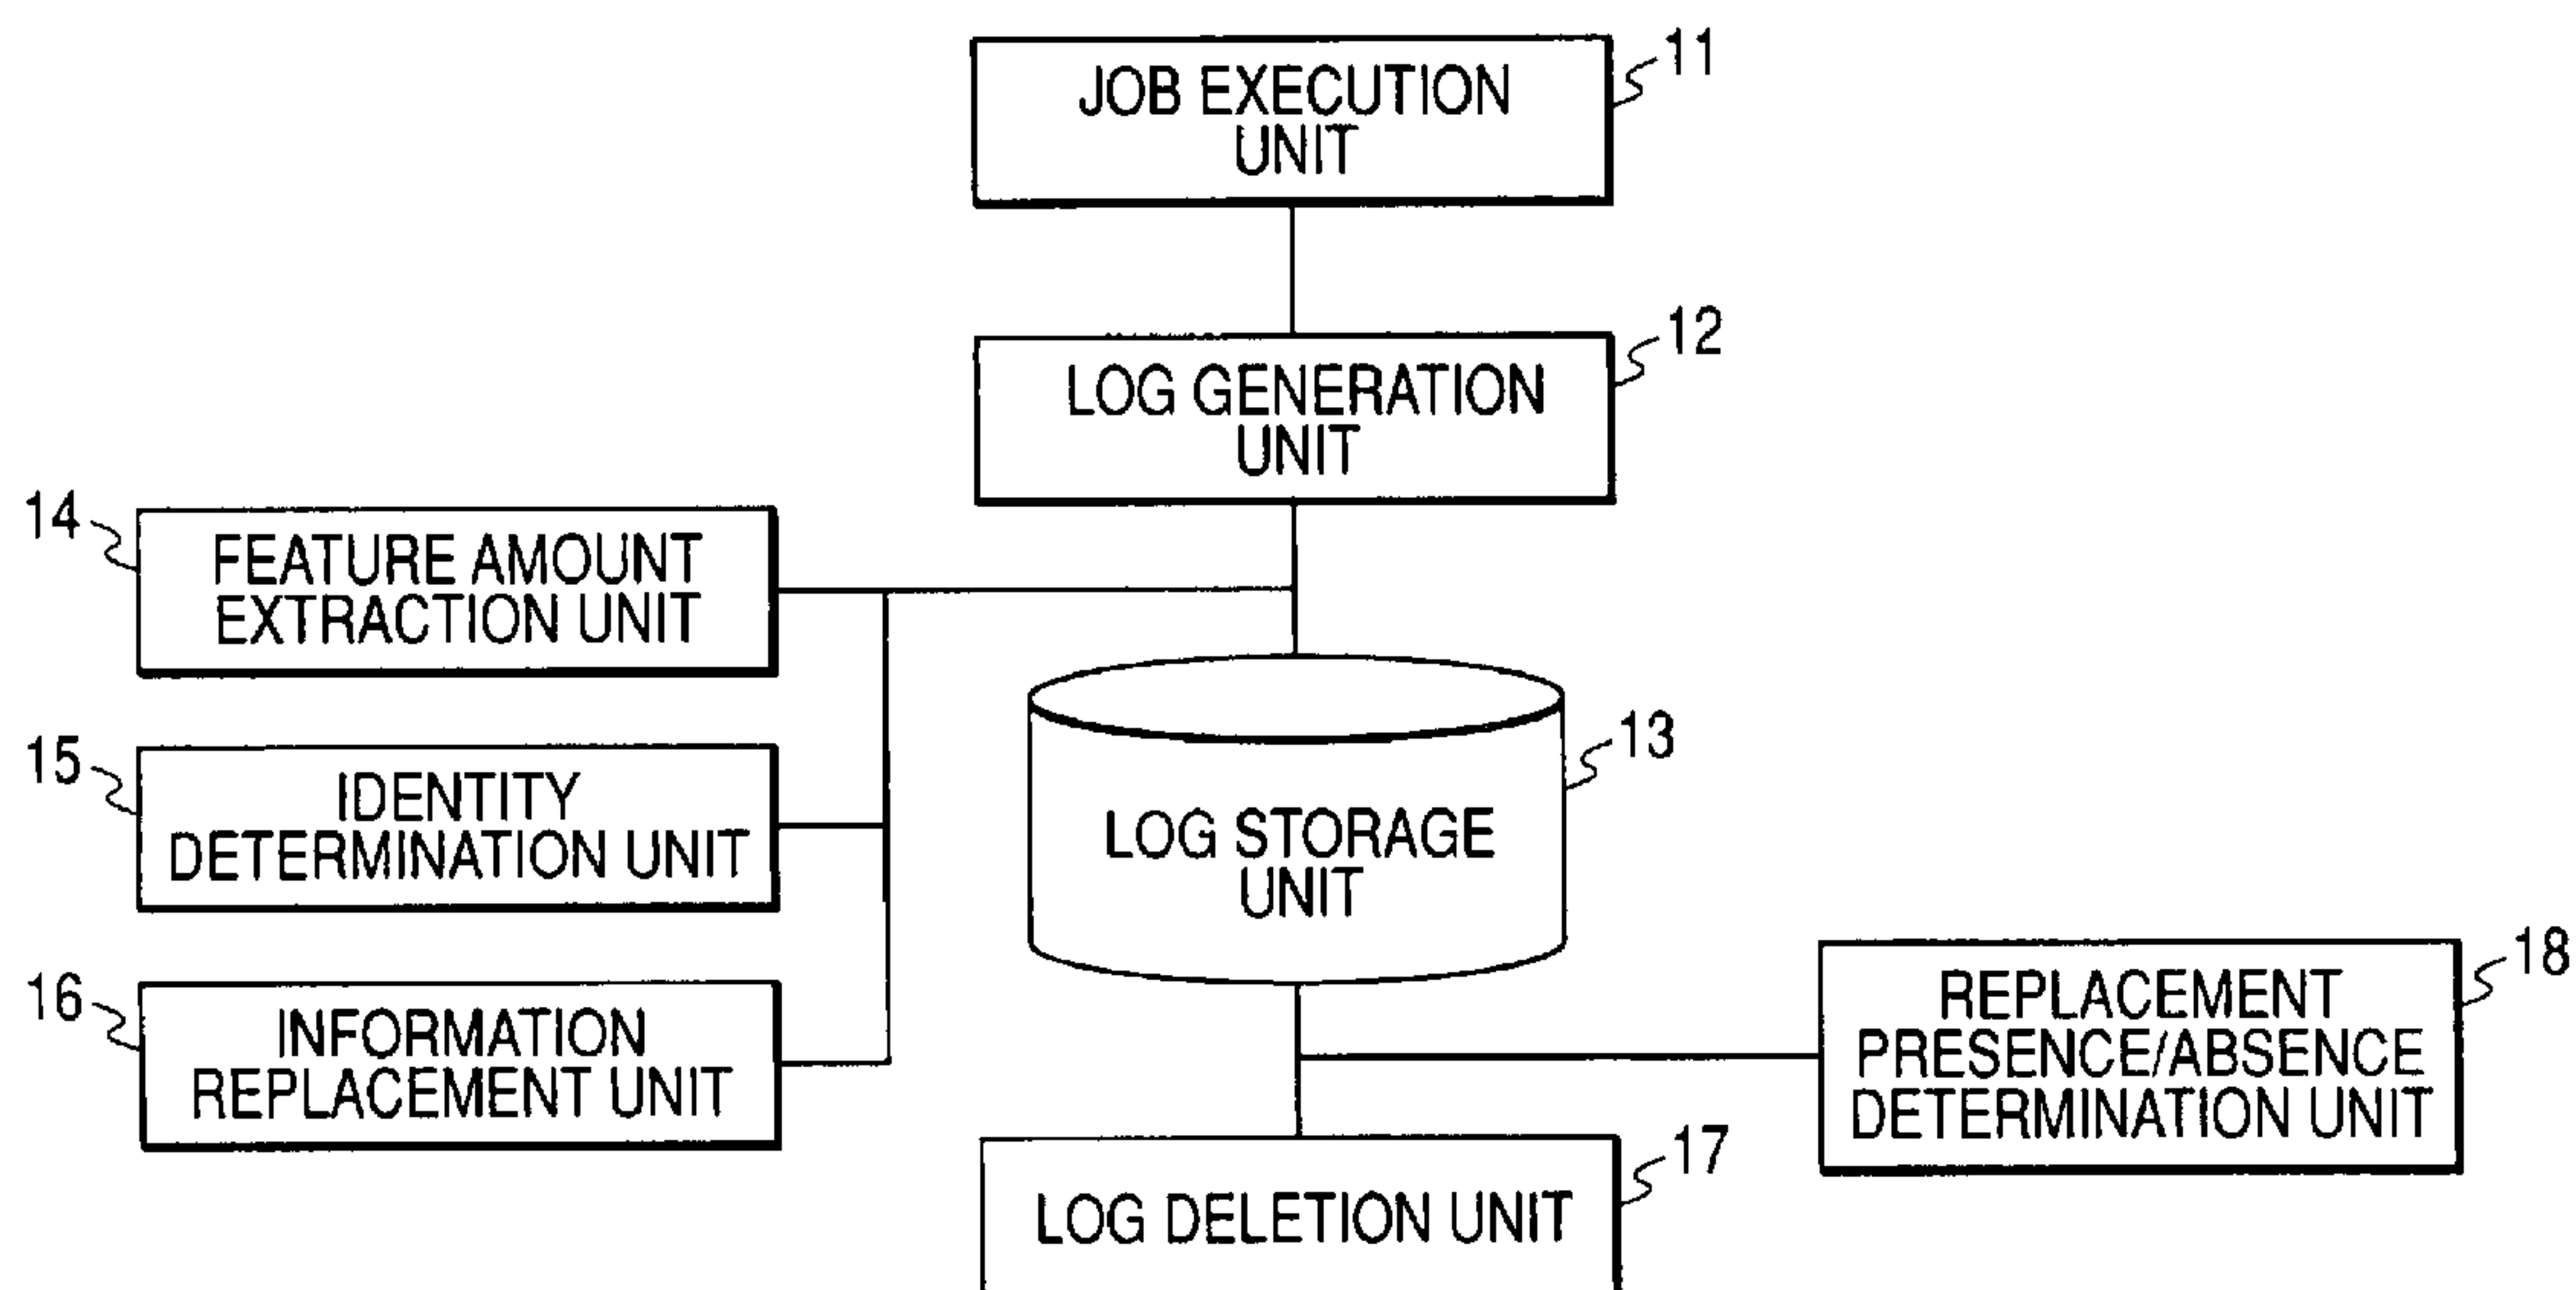 JOB EXECUTION
UNIT
11
LOG GENERATION
UNIT
12
14
FEATURE AMOUNT
EXTRACTION UNIT
15
IDENTITY
DETERMINATION UNIT
16
INFORMATION
REPLACEMENT UNIT
LOG STORAGE
UNIT
13
REPLACEMENT
PRESENCE/ABSENCE
DETERMINATION UNIT
18
LOG DELETION UNIT
17